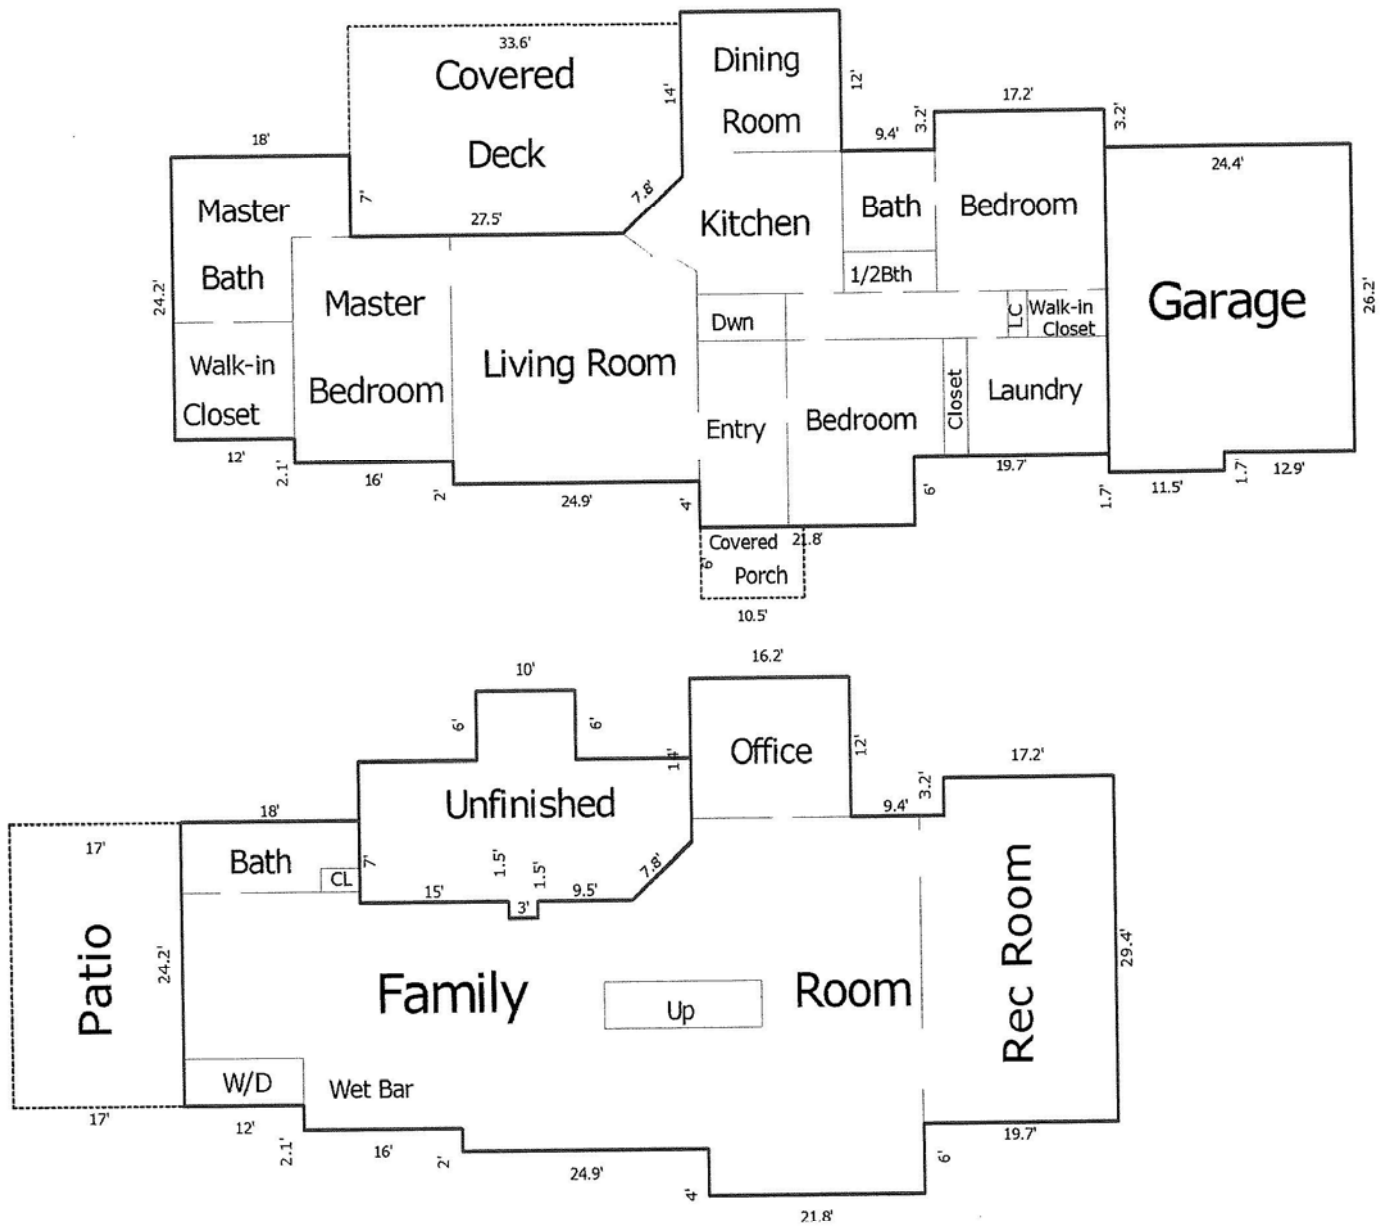 33.6'
Covered
Deck
14'
Dining
Room
12'
9.4'
3.2'
17.2'
3.2'
24.4'
18'
7'
27.5'
7.8'
Master
Bath
24.2'
Walk-in
Closet
12'
2.1'
Master
Bedroom
16'
2'
Living Room
24.9'
4'
Kitchen
Bath
1/2Bth
Bedroom
Dwn
LC
Walk-in
Closet
Garage
26.2'
Entry
Bedroom
Closet
Laundry
19.7'
6'
1.7'
11.5'
1.7'
12.9'
Covered
21.8'
6'
Porch
10.5'
10'
16.2'
6'
6'
14'
Office
12'
17.2'
3.2'
9.4'
Unfinished
18'
17'
Bath
CL
7'
15'
1.5'
3'
1.5'
9.5'
7.8'
Patio
24.2'
Family
Up
Room
Rec Room
29.4'
W/D
Wet Bar
17'
12'
2.1'
16'
2'
24.9'
4'
21.8'
6'
19.7'